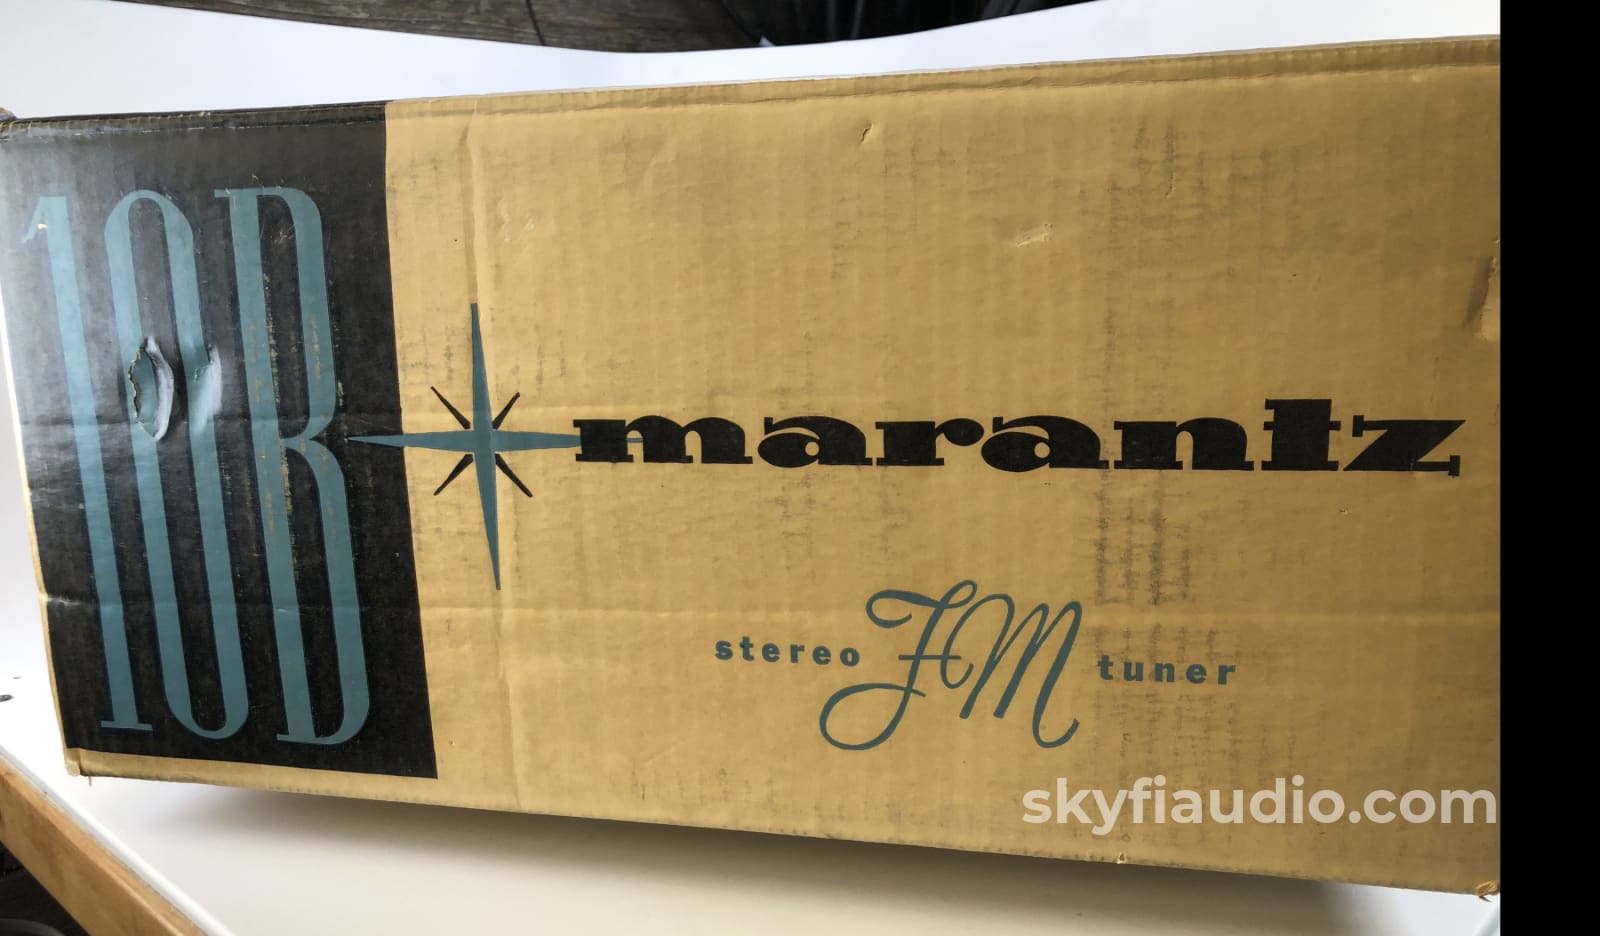 10B
marantz
stereo FM tuner
skyfiaudio.com